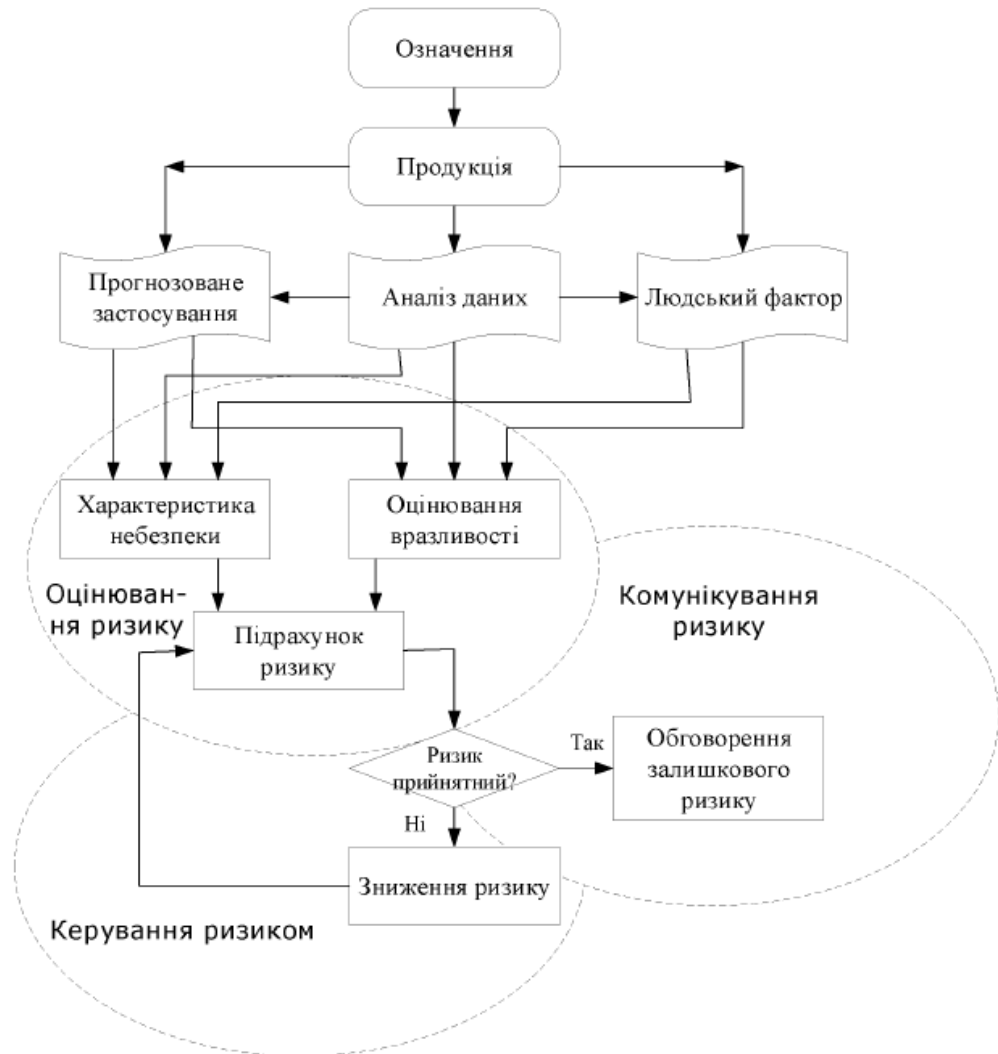 Означення
Продукція
Прогнозоване
застосування
Аналіз даних
Людський фактор
Характеристика
небезпеки
Оцінювання
вразливості
Оцінюван-
ня ризику
Комунікування
ризику
Підрахунок
ризику
Ризик
прийнятний?
Так
Обговорення
залишкового
ризику
Ні
Зниження ризику
Керування ризиком